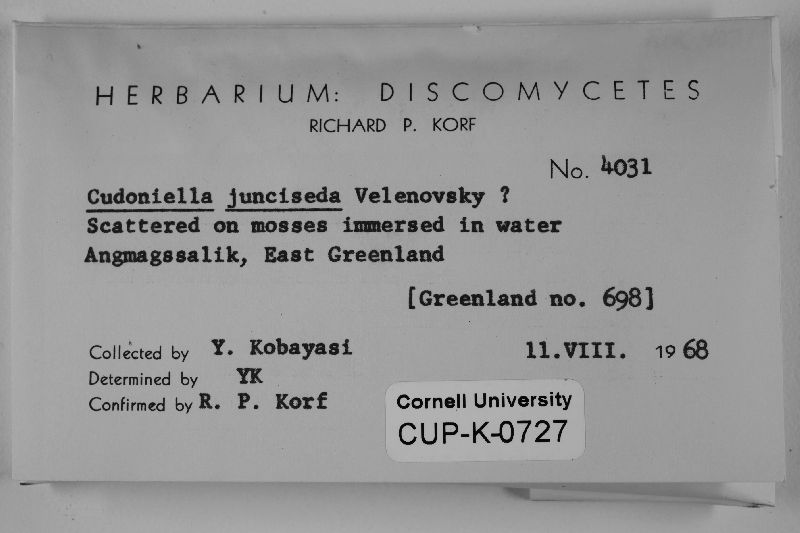 HERBARIUM: DISCOMYCETES
RICHARD P. KORF
No. 4031
Cudoniella junciseda Velenovsky ?
Scattered on mosses immersed in water
Angmagssalik, East Greenland
[Greenland no. 698]
Collected by Y. Kobayasi 11.VIII. 1968
Determined by YK
Confirmed by R. P. Korf
Cornell University
CUP-K-0727